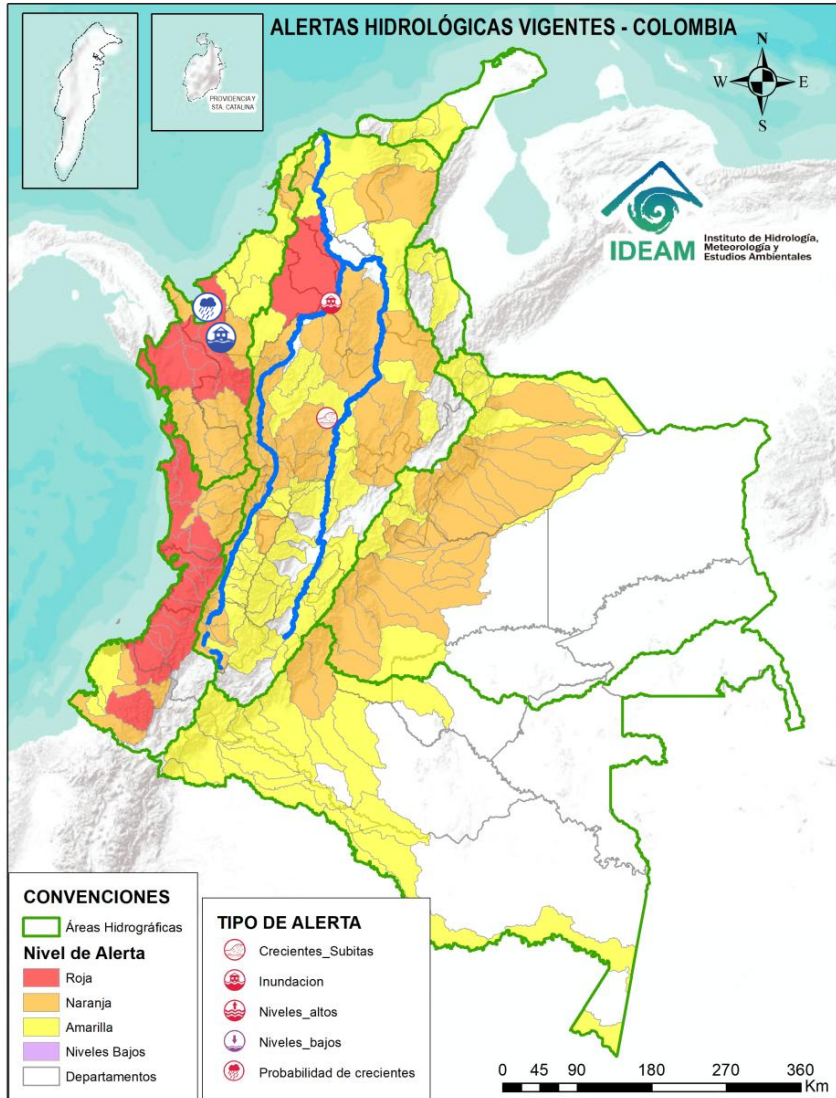 ALERTAS HIDROLÓGICAS VIGENTES - COLOMBIA
PROVIDENCIA Y
STA. CATALINA
N
W
E
S
IDEAM
Instituto de Hidrología,
Meteorología y
Estudios Ambientales
CONVENCIONES
Áreas Hidrográficas
Nivel de Alerta
Roja
Naranja
Amarilla
Niveles Bajos
Departamentos
TIPO DE ALERTA
Crecientes_Subitas
Inundacion
Niveles_altos
Niveles_bajos
Probabilidad de crecientes
0 45 90 180 270 360
Km